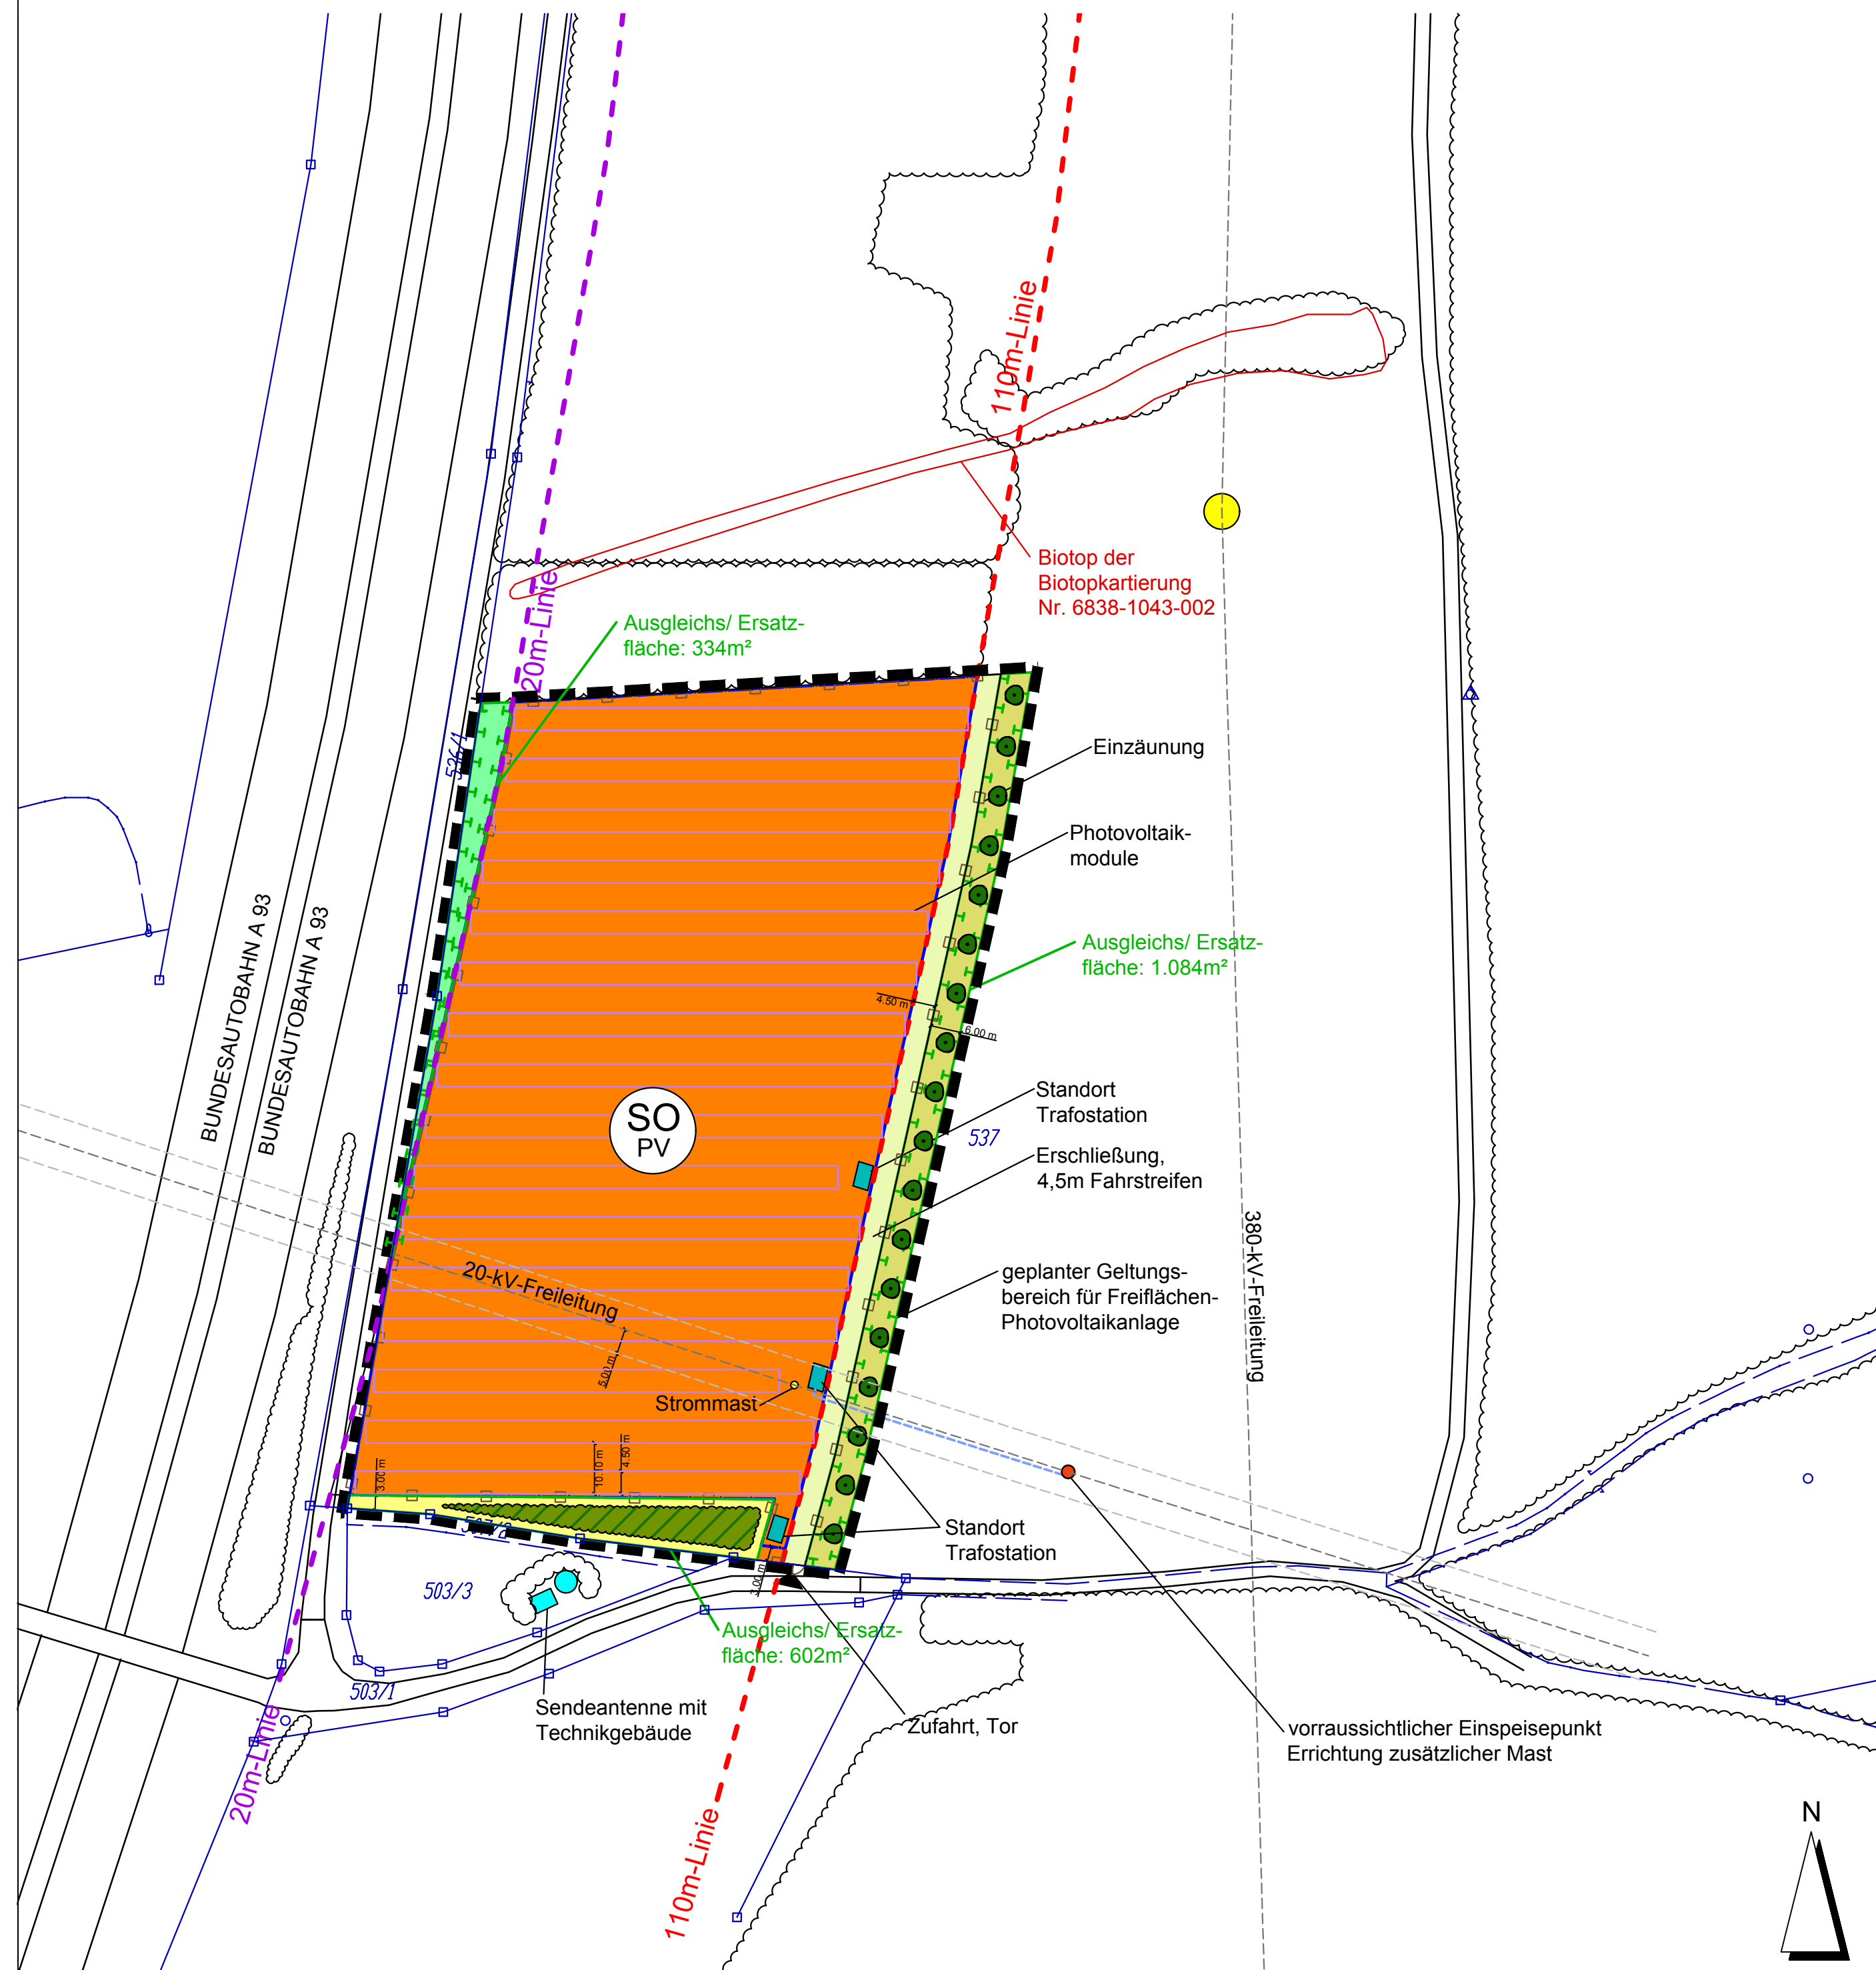 110m-Linie
Biotop der
Biotopkartierung
Nr. 6838-1043-002
20m-Linie
Ausgleichs/ Ersatz-
fläche: 334m²
536/1
Einzäunung
Photovoltaik-
module
BUNDESAUTOBAHN A 93
BUNDESAUTOBAHN A 93
Ausgleichs/ Ersatz-
fläche: 1.084m²
4.50 m
6.00 m
SO
PV
Standort
Trafostation
537
Erschließung,
4,5m Fahrstreifen
380-kV-Freileitung
20-kV-Freileitung
geplanter Geltungs-
bereich für Freiflächen-
Photovoltaikanlage
5.00 m
Strommast
3.00 m
10.10 m
4.50 m
Standort
Trafostation
3.00 m
503/3
503/1
Ausgleichs/ Ersatz-
fläche: 602m²
Sendeantenne mit
Technikgebäude
Zufahrt, Tor
vorraussichtlicher Einspeisepunkt
Errichtung zusätzlicher Mast
20m-Linie
110m-Linie
N